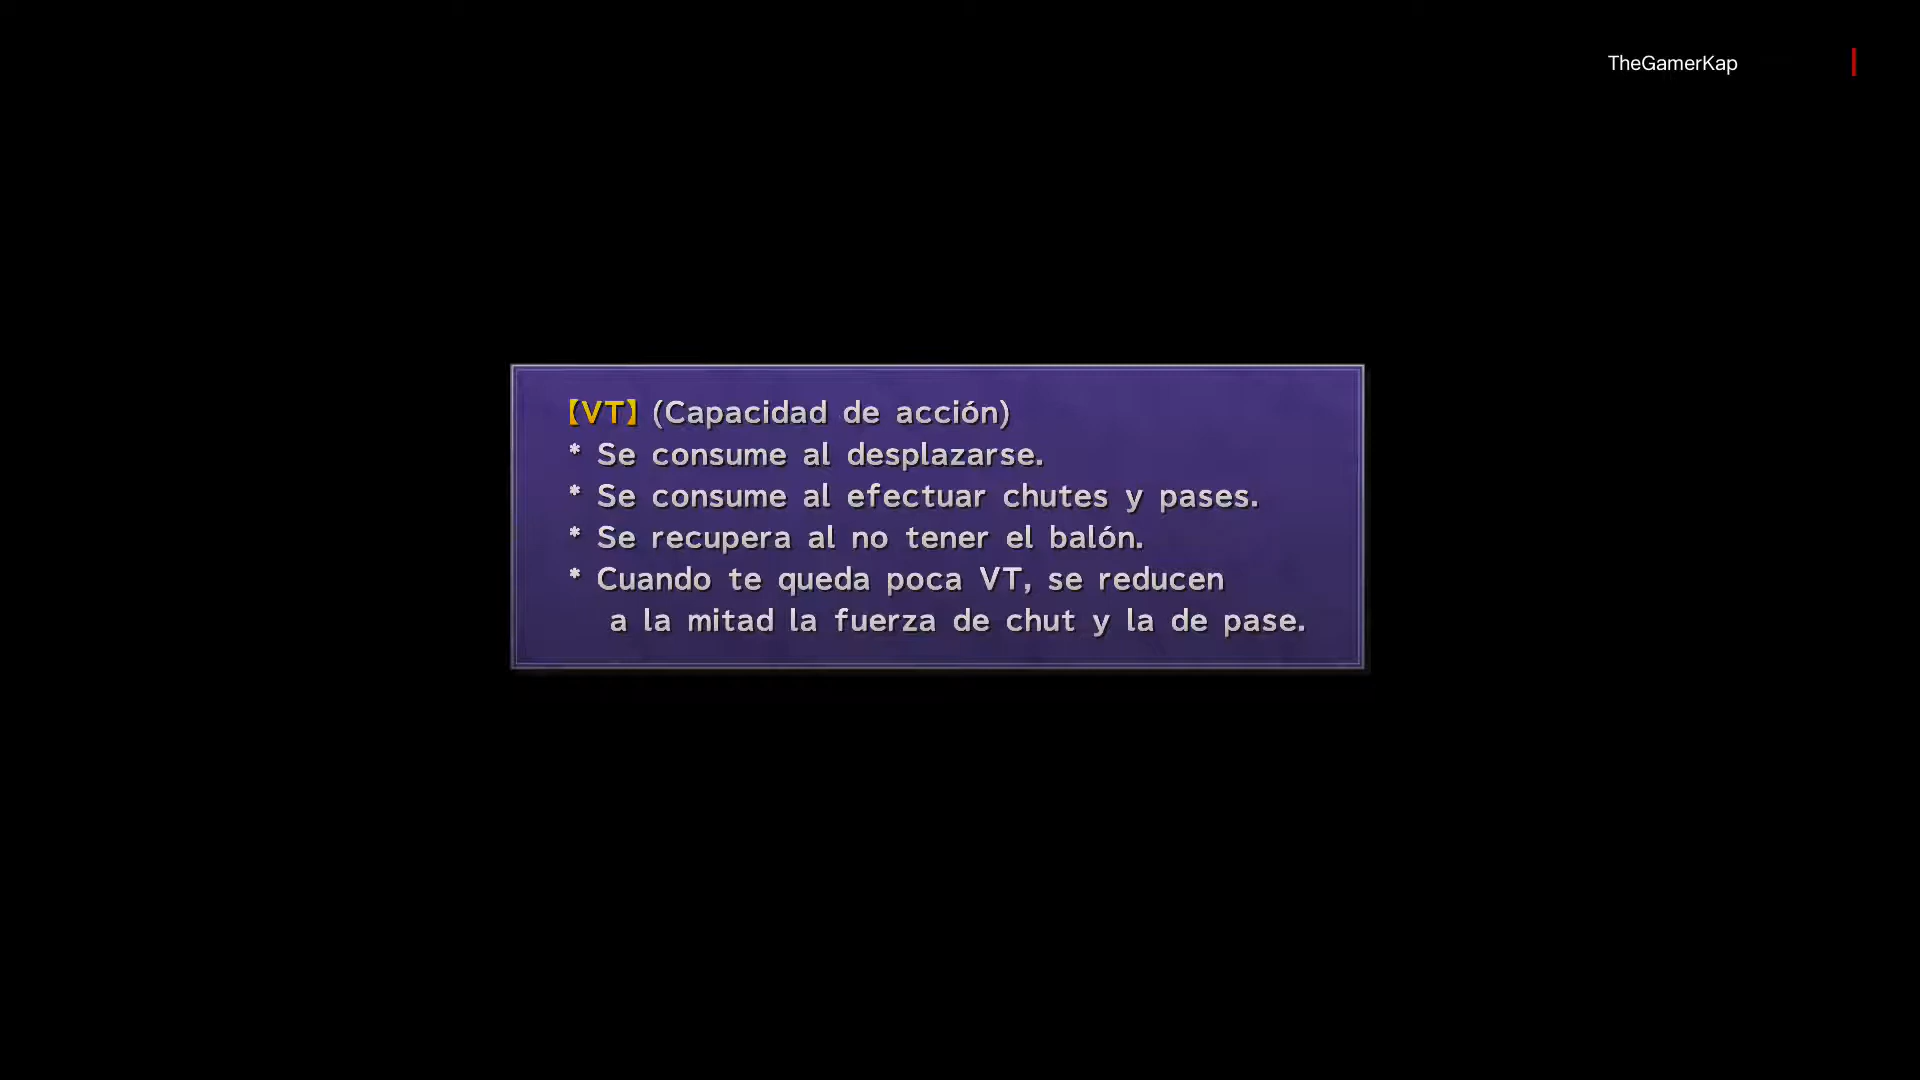 TheGamerKap
【VT】 (Capacidad de acción)
* Se consume al desplazarse.
* Se consume al efectuar chutes y pases.
* Se recupera al no tener el balón.
* Cuando te queda poca VT, se reducen
a la mitad la fuerza de chut y la de pase.